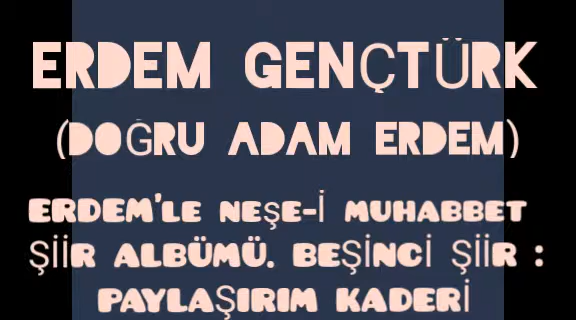 ERDEM GENÇTÜRK
(DOĞRU ADAM ERDEM)
ERDEM'LE NEŞE-İ MUHABBET
ŞİİR ALBÜMÜ. BEŞİNCİ ŞİİR :
PAYLAŞIRIM KADERİ